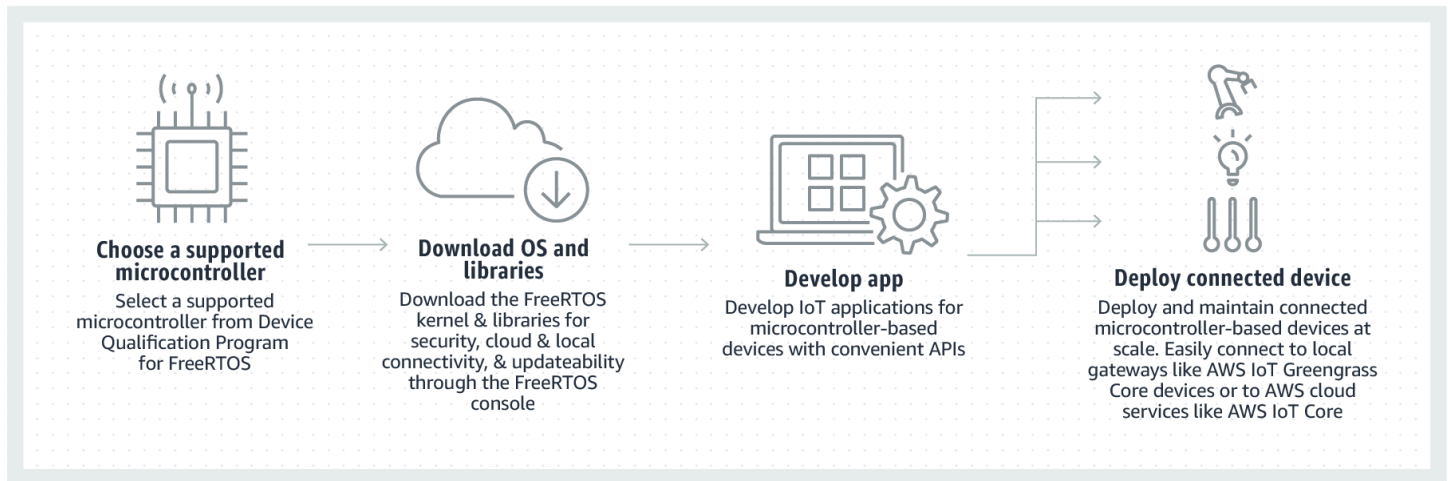 Choose a supported
microcontroller
Select a supported
microcontroller from Device
Qualification Program
for FreeRTOS
Download OS and
libraries
Download the FreeRTOS
kernel & libraries for
security, cloud & local
connectivity, & updateability
through the FreeRTOS
console
Develop app
Develop IoT applications for
microcontroller-based
devices with convenient APIs
Deploy connected device
Deploy and maintain connected
microcontroller-based devices at
scale. Easily connect to local
gateways like AWS IoT Greengrass
Core devices or to AWS cloud
services like AWS IoT Core